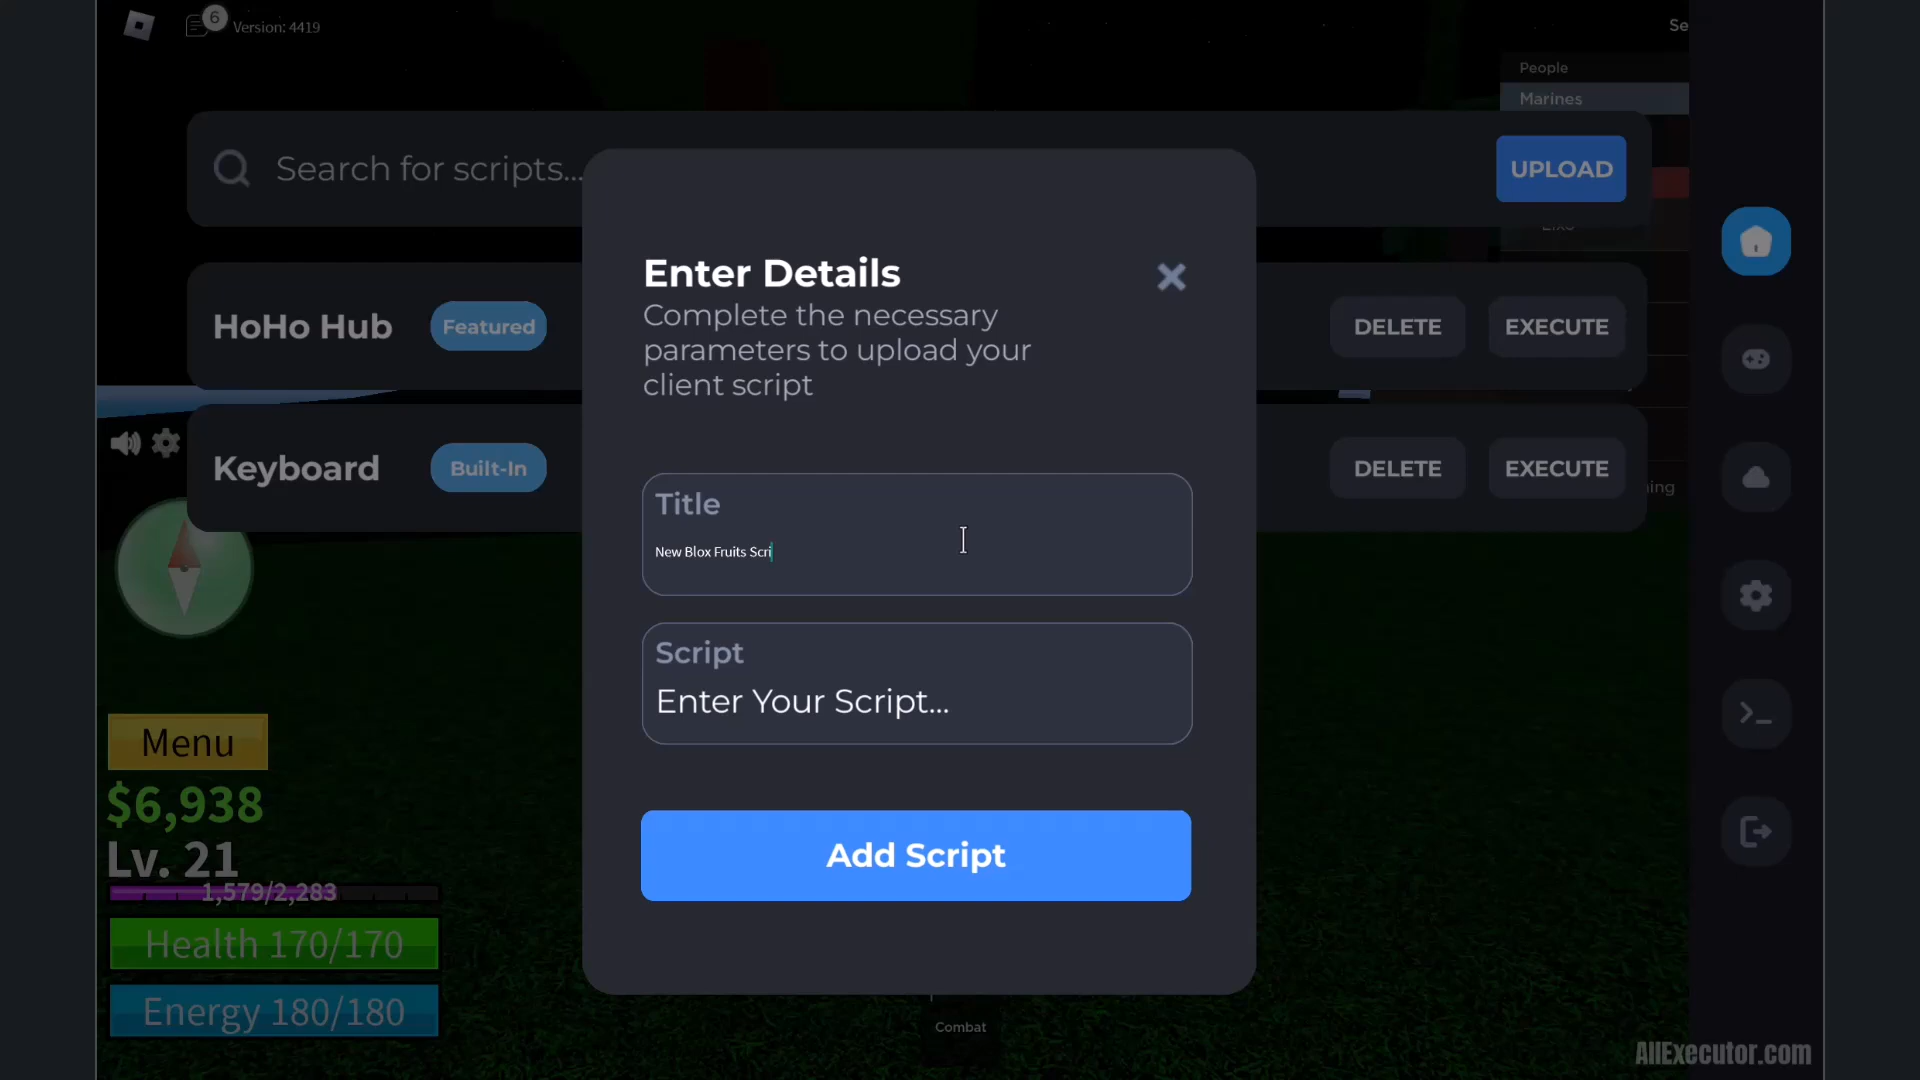 6
Version: 4419
Se
People
Marines
Search for scripts...
UPLOAD
Enter Details
Complete the necessary
parameters to upload your
client script
HoHo Hub
Featured
DELETE
EXECUTE
Keyboard
Built-In
DELETE
EXECUTE
ning
Title
New Blox Fruits Scri
Script
Enter Your Script...
Add Script
Menu
$6,938
Lv. 21
1,579/2,283
Health 170/170
Energy 180/180
Combat
AllExecutor.com